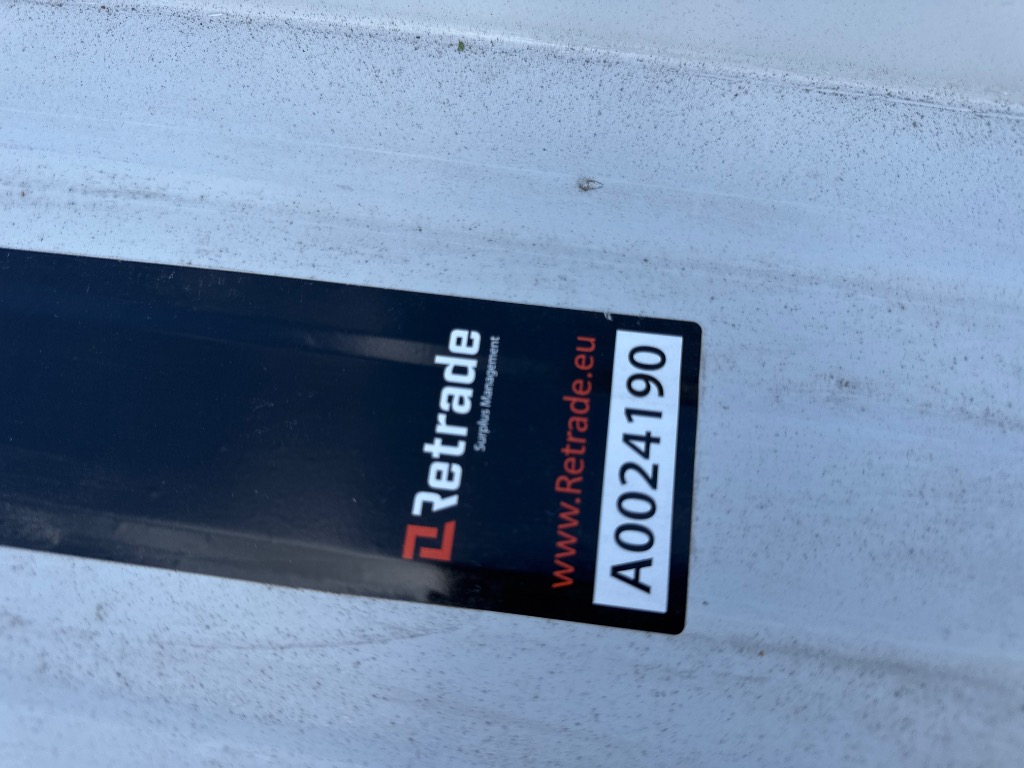 Retrade
Surplus Management
www.Retrade.eu
A0024190